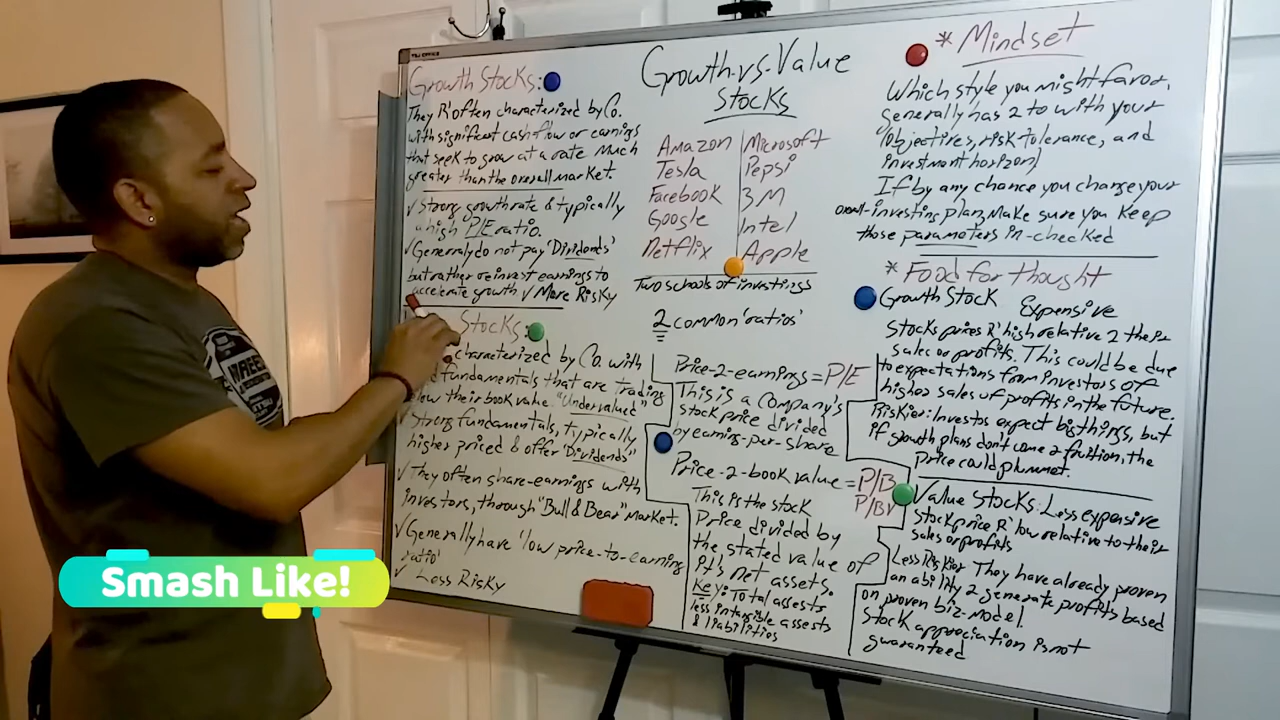 Growth Stocks:
They R often characterized by Co.
with significant cash flow or earnigs
that seek to grow at a rate much
greater than the overall market.
✓ Strong growth rate & typically
a high P/E ratio.
✓ Generally do not pay 'Dividends'
but rather reinvest earnings to
accelerate growth ✓ More Risky
Stocks:
characterized by Co. with
fundamentals that are trading
their book value "Undervalued"
✓ Strong fundamentals, typically
higher priced & offer "Dividends"
✓ They often share-earnings with
investors, through "Bull & Bear" Market.
✓ Generally have 'low price-to-earning
ratio'
✓ Less Risky
Growth-vs-Value
Stocks
Amazon Microsoft
Tesla Pepsi
Facebook 3M
Google Intel
Netflix Apple
Two schools of investings
2 common 'ratios'
Price-2-earnings = P/E
This is a Company's
stock price divided
by earning-per-share
Price-2-book value = P/B
P/BV
This is the stock
Price divided by
the stated value of
it's net assets.
Key: Total assests
less intangible assests
& liabilities
* Mindset
Which style you might favor,
generally has 2 to with your
(objectives, risk tolerance, and
investment horizon)
If by any chance you change your
overall-investing plan, Make sure you keep
those parameters in-checked
* Food for thought
Growth Stock Expensive
Stocks prices R' high relative 2 their
sales or profits. This could be due
to expectations from investors of
higher sales of profits in the future.
Riskier: Investos expect big things, but
if growth plans don't come 2 fruition, the
Price could plummet.
Value Stocks: Less expensive
Stock price R' low relative to their
Sales or profits
Less Riskier They have already proven
an ability 2 generate profits based
on proven biz-model.
Stock appreciation is not
guaranteed
Smash Like!